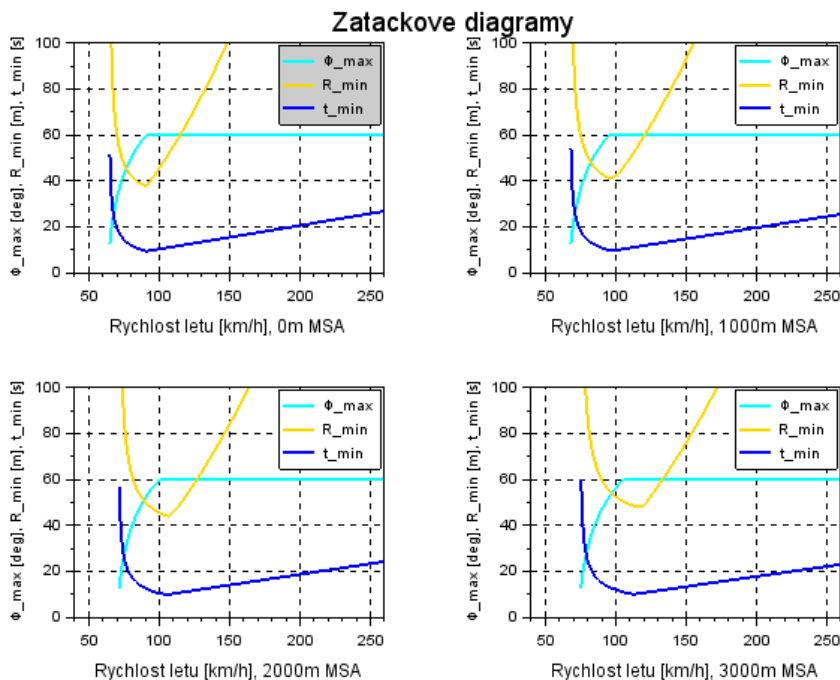 Zatackove diagramy
Φ_max [deg], R_min [m], t_min [s]
100
80
60
40
20
0
Φ_max
R_min
t_min
50
100
150
200
250
Rychlost letu [km/h], 0m MSA
Φ_max [deg], R_min [m], t_min [s]
100
80
60
40
20
0
Φ_max
R_min
t_min
50
100
150
200
250
Rychlost letu [km/h], 1000m MSA
Φ_max [deg], R_min [m], t_min [s]
100
80
60
40
20
0
Φ_max
R_min
t_min
50
100
150
200
250
Rychlost letu [km/h], 2000m MSA
Φ_max [deg], R_min [m], t_min [s]
100
80
60
40
20
0
Φ_max
R_min
t_min
50
100
150
200
250
Rychlost letu [km/h], 3000m MSA